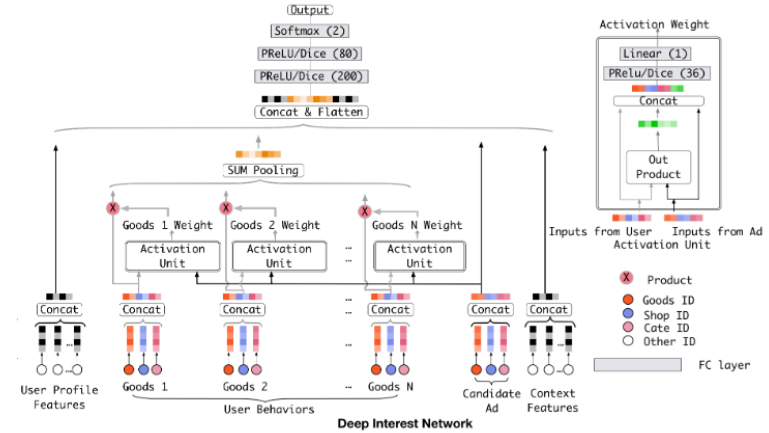 Output
Softmax (2)
PReLU/Dice (80)
PReLU/Dice (200)
Concat & Flatten
SUM Pooling
X
X
X
Goods 1 Weight
Goods 2 Weight
Goods N Weight
Activation
Unit
Activation
Unit
...
Activation
Unit
Concat
Concat
Concat
...
Concat
Concat
Concat
...
...
User Profile
Features
Goods 1
Goods 2
...
Goods N
User Behaviors
Candidate
Ad
Context
Features
Activation Weight
Linear (1)
PRelu/Dice (36)
Concat
Out
Product
Inputs from User
Inputs from Ad
Activation Unit
X
Product
Goods ID
Shop ID
Cate ID
Other ID
FC layer
Deep Interest Network